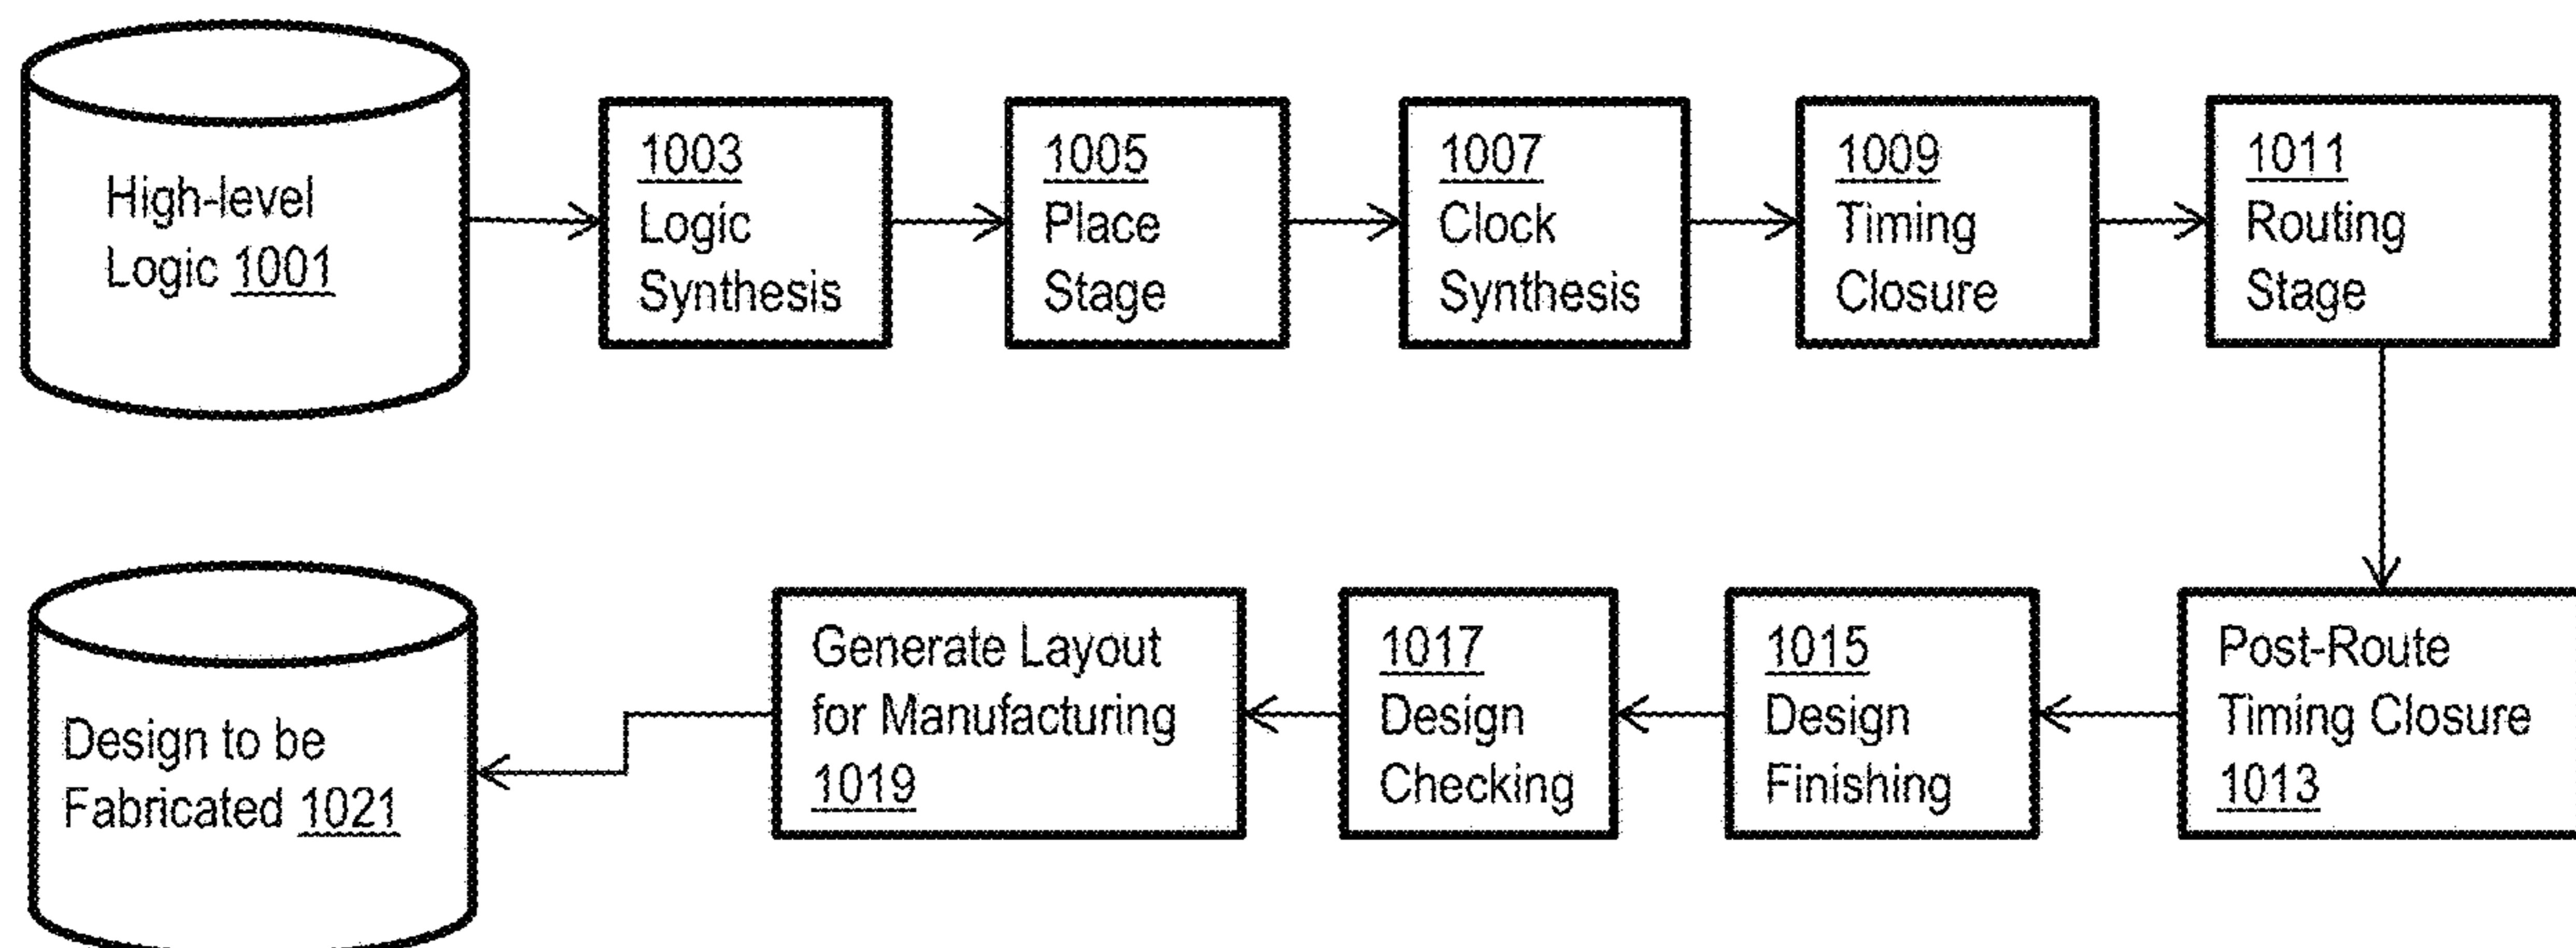 High-level
Logic 1001
1003
Logic
Synthesis
1005
Place
Stage
1007
Clock
Synthesis
1009
Timing
Closure
1011
Routing
Stage
Post-Route
Timing Closure
1013
1015
Design
Finishing
1017
Design
Checking
Generate Layout
for Manufacturing
1019
Design to be
Fabricated 1021